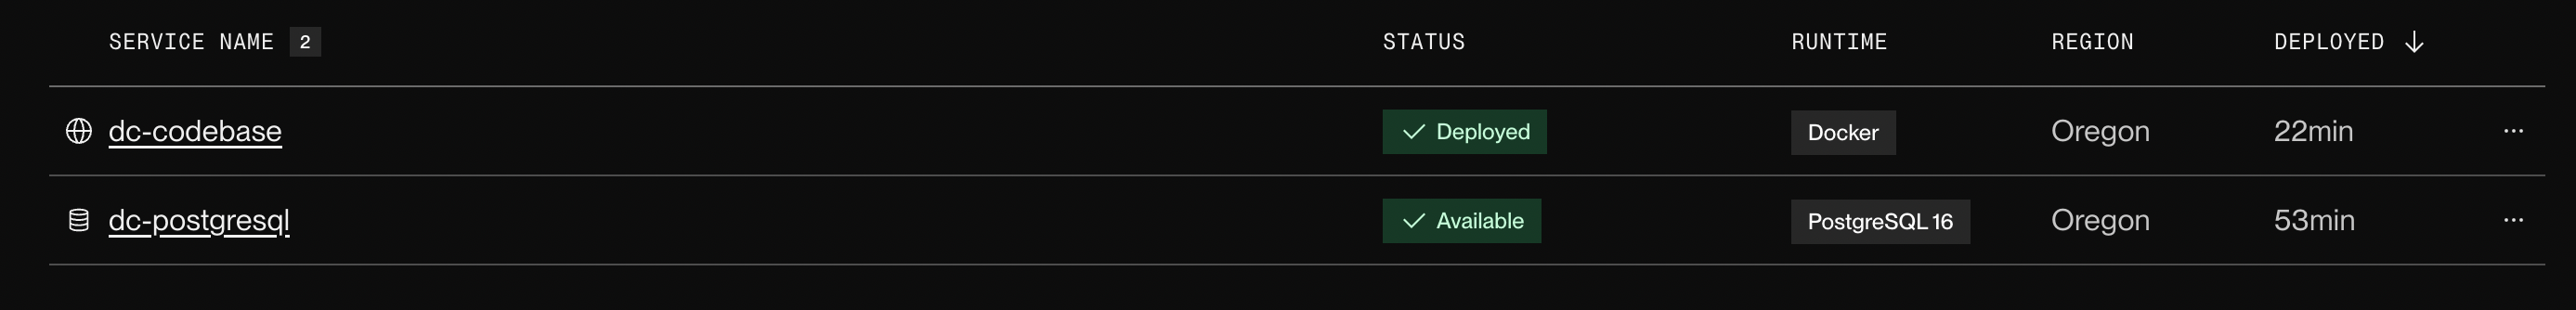 SERVICE NAME 2 STATUS RUNTIME REGION DEPLOYED
dc-codebase Deployed Docker Oregon 22min
dc-postgresql Available PostgreSQL 16 Oregon 53min